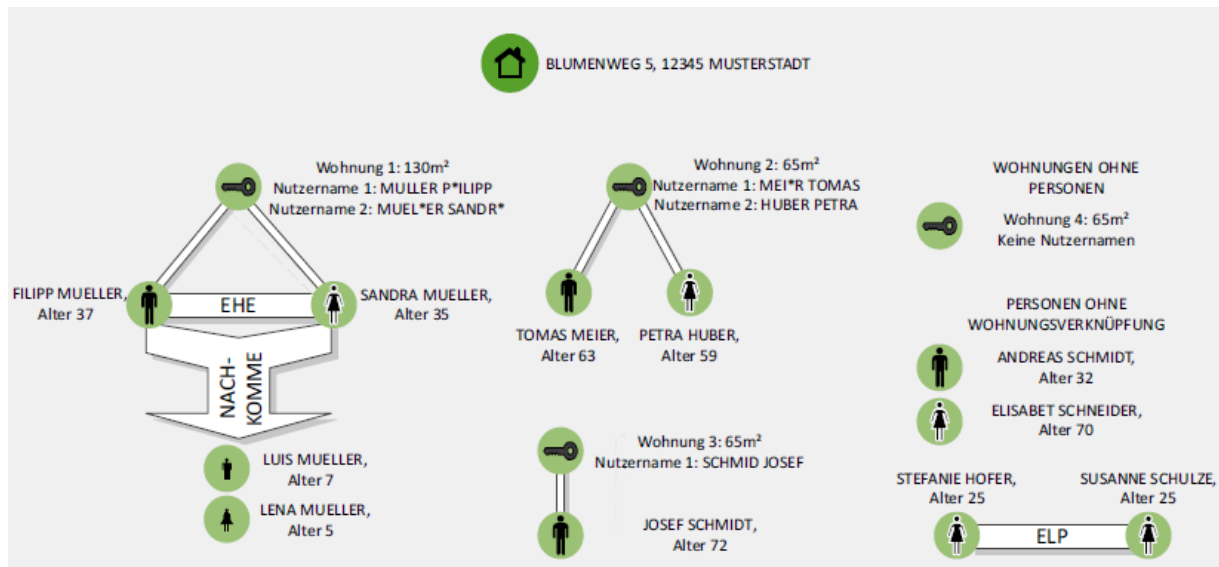 BLUMENWEG 5, 12345 MUSTERSTADT
Wohnung 1: 130m²
Nutzername 1: MULLER P*ILIPP
Nutzername 2: MUEL*ER SANDR*
FILIPP MUELLER,
Alter 37
EHE
SANDRA MUELLER,
Alter 35
NACH-
KOMME
LUIS MUELLER,
Alter 7
LENA MUELLER,
Alter 5
Wohnung 2: 65m²
Nutzername 1: MEI*R TOMAS
Nutzername 2: HUBER PETRA
TOMAS MEIER,
Alter 63
PETRA HUBER,
Alter 59
Wohnung 3: 65m²
Nutzername 1: SCHMID JOSEF
JOSEF SCHMIDT,
Alter 72
WOHNUNGEN OHNE
PERSONEN
Wohnung 4: 65m²
Keine Nutzernamen
PERSONEN OHNE
WOHNUNGSVERKNÜPFUNG
ANDREAS SCHMIDT,
Alter 32
ELISABET SCHNEIDER,
Alter 70
STEFANIE HOFER,
Alter 25
SUSANNE SCHULZE,
Alter 25
ELP